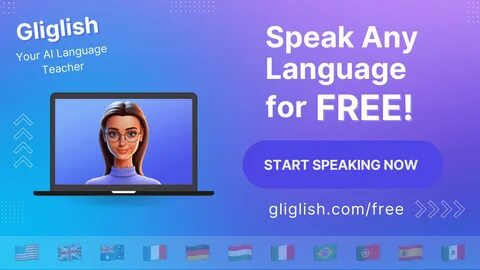 Gliglish
Your AI Language
Teacher
Speak Any
Language
for FREE!
START SPEAKING NOW
gliglish.com/free